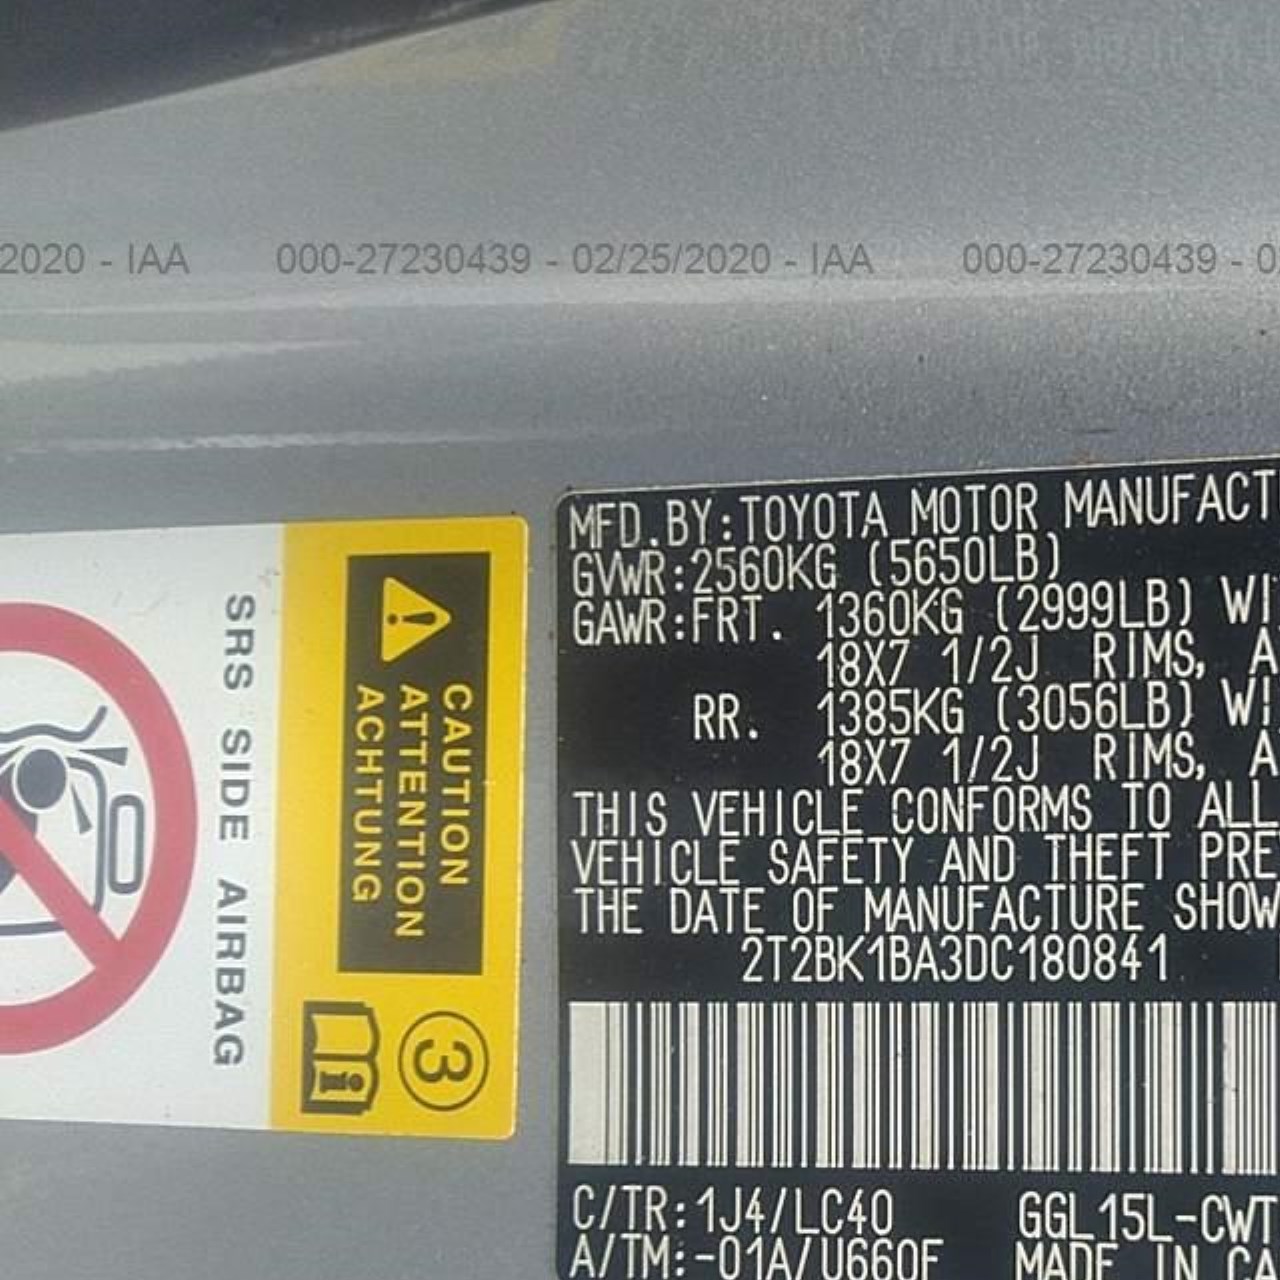 2020 - IAA 000-27230439 - 02/25/2020 - IAA 000-27230439 - 0
MFD.BY:TOYOTA MOTOR MANUFACT
GVWR:2560KG (5650LB)
GAWR:FRT. 1360KG (2999LB) WI
18X7 1/2J RIMS, A
RR. 1385KG (3056LB) WI
18X7 1/2J RIMS, A
THIS VEHICLE CONFORMS TO ALL
VEHICLE SAFETY AND THEFT PRE
THE DATE OF MANUFACTURE SHOW
2T2BK1BA3DC180841
C/TR:1J4/LC40 GGL15L-CWT
A/TM:-01A/U660F MADE IN CA
CAUTION
ATTENTION
ACHTUNG
3
i
SRS SIDE AIRBAG